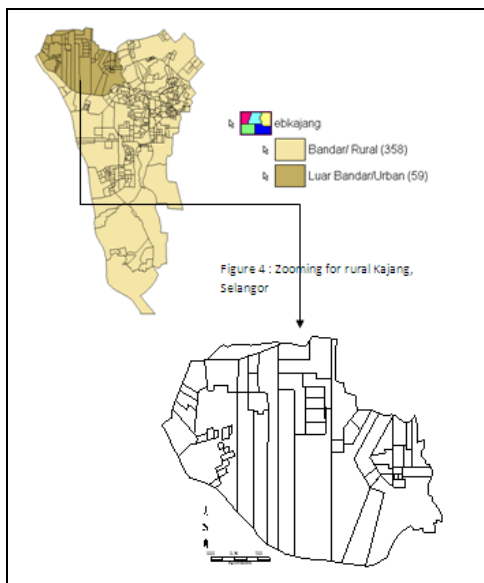 ebkajang
Bandar/ Rural (358)
Luar Bandar/Urban (59)
Figure 4 : Zooming for rural Kajang,
Selangor